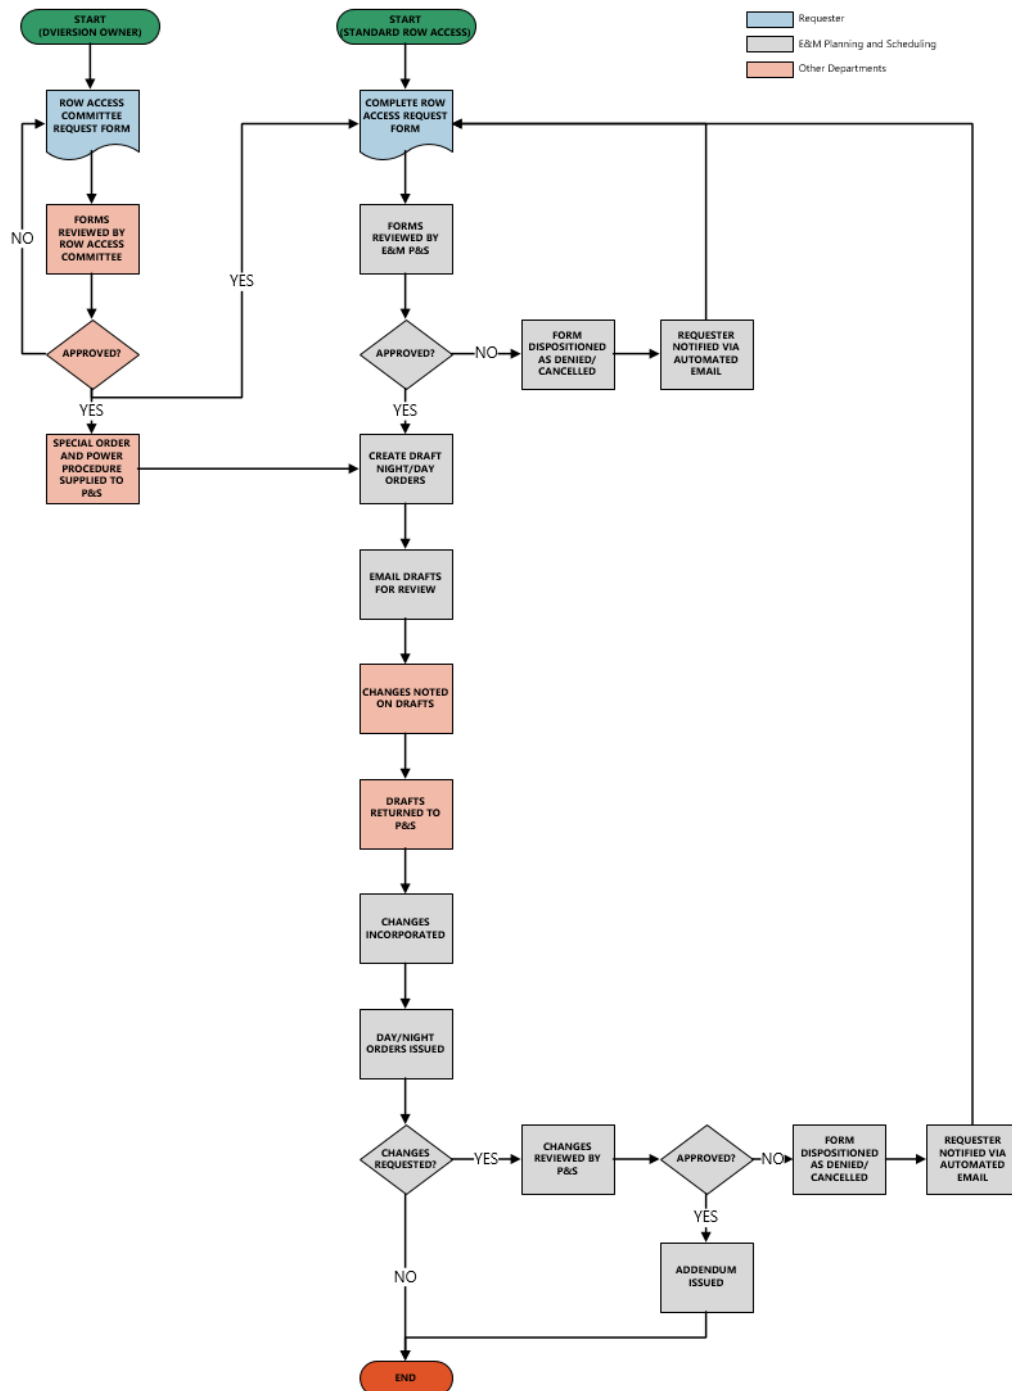 START
(DVIERSION OWNER)
START
(STANDARD ROW ACCESS)
Requester
E&M Planning and Scheduling
Other Departments
ROW ACCESS
COMMITTEE
REQUEST FORM
COMPLETE ROW
ACCESS REQUEST
FORM
FORMS
REVIEWED BY
ROW ACCESS
COMMITTEE
NO
FORMS
REVIEWED BY
E&M P&S
YES
APPROVED?
APPROVED?
NO
FORM
DISPOSITIONED
AS DENIED/
CANCELLED
REQUESTER
NOTIFIED VIA
AUTOMATED
EMAIL
YES
YES
SPECIAL ORDER
AND POWER
PROCEDURE
SUPPLIED TO
P&S
CREATE DRAFT
NIGHT/DAY
ORDERS
EMAIL DRAFTS
FOR REVIEW
CHANGES NOTED
ON DRAFTS
DRAFTS
RETURNED TO
P&S
CHANGES
INCORPORATED
DAY/NIGHT
ORDERS ISSUED
CHANGES
REQUESTED?
YES
CHANGES
REVIEWED BY
P&S
APPROVED?
NO
FORM
DISPOSITIONED
AS DENIED/
CANCELLED
REQUESTER
NOTIFIED VIA
AUTOMATED
EMAIL
YES
NO
ADDENDUM
ISSUED
END